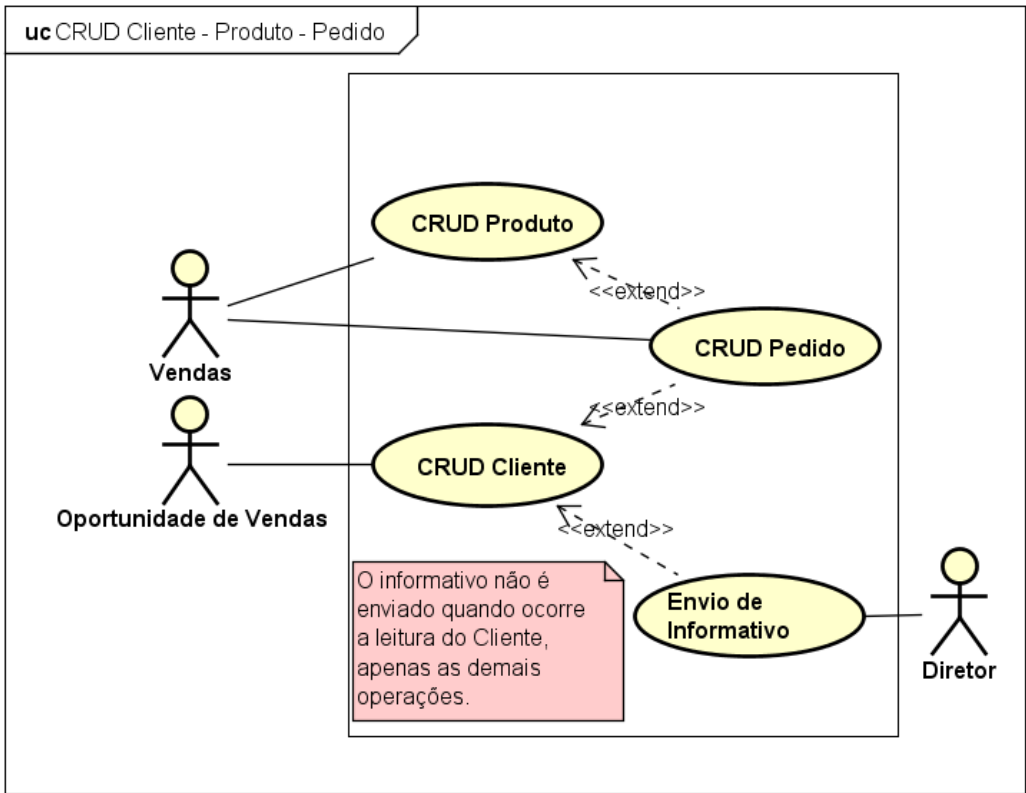 uc CRUD Cliente - Produto - Pedido
CRUD Produto
<<extend>>
Vendas
CRUD Pedido
<<extend>>
CRUD Cliente
Oportunidade de Vendas
<<extend>>
O informativo não é
enviado quando ocorre
a leitura do Cliente,
apenas as demais
operações.
Envio de
Informativo
Diretor